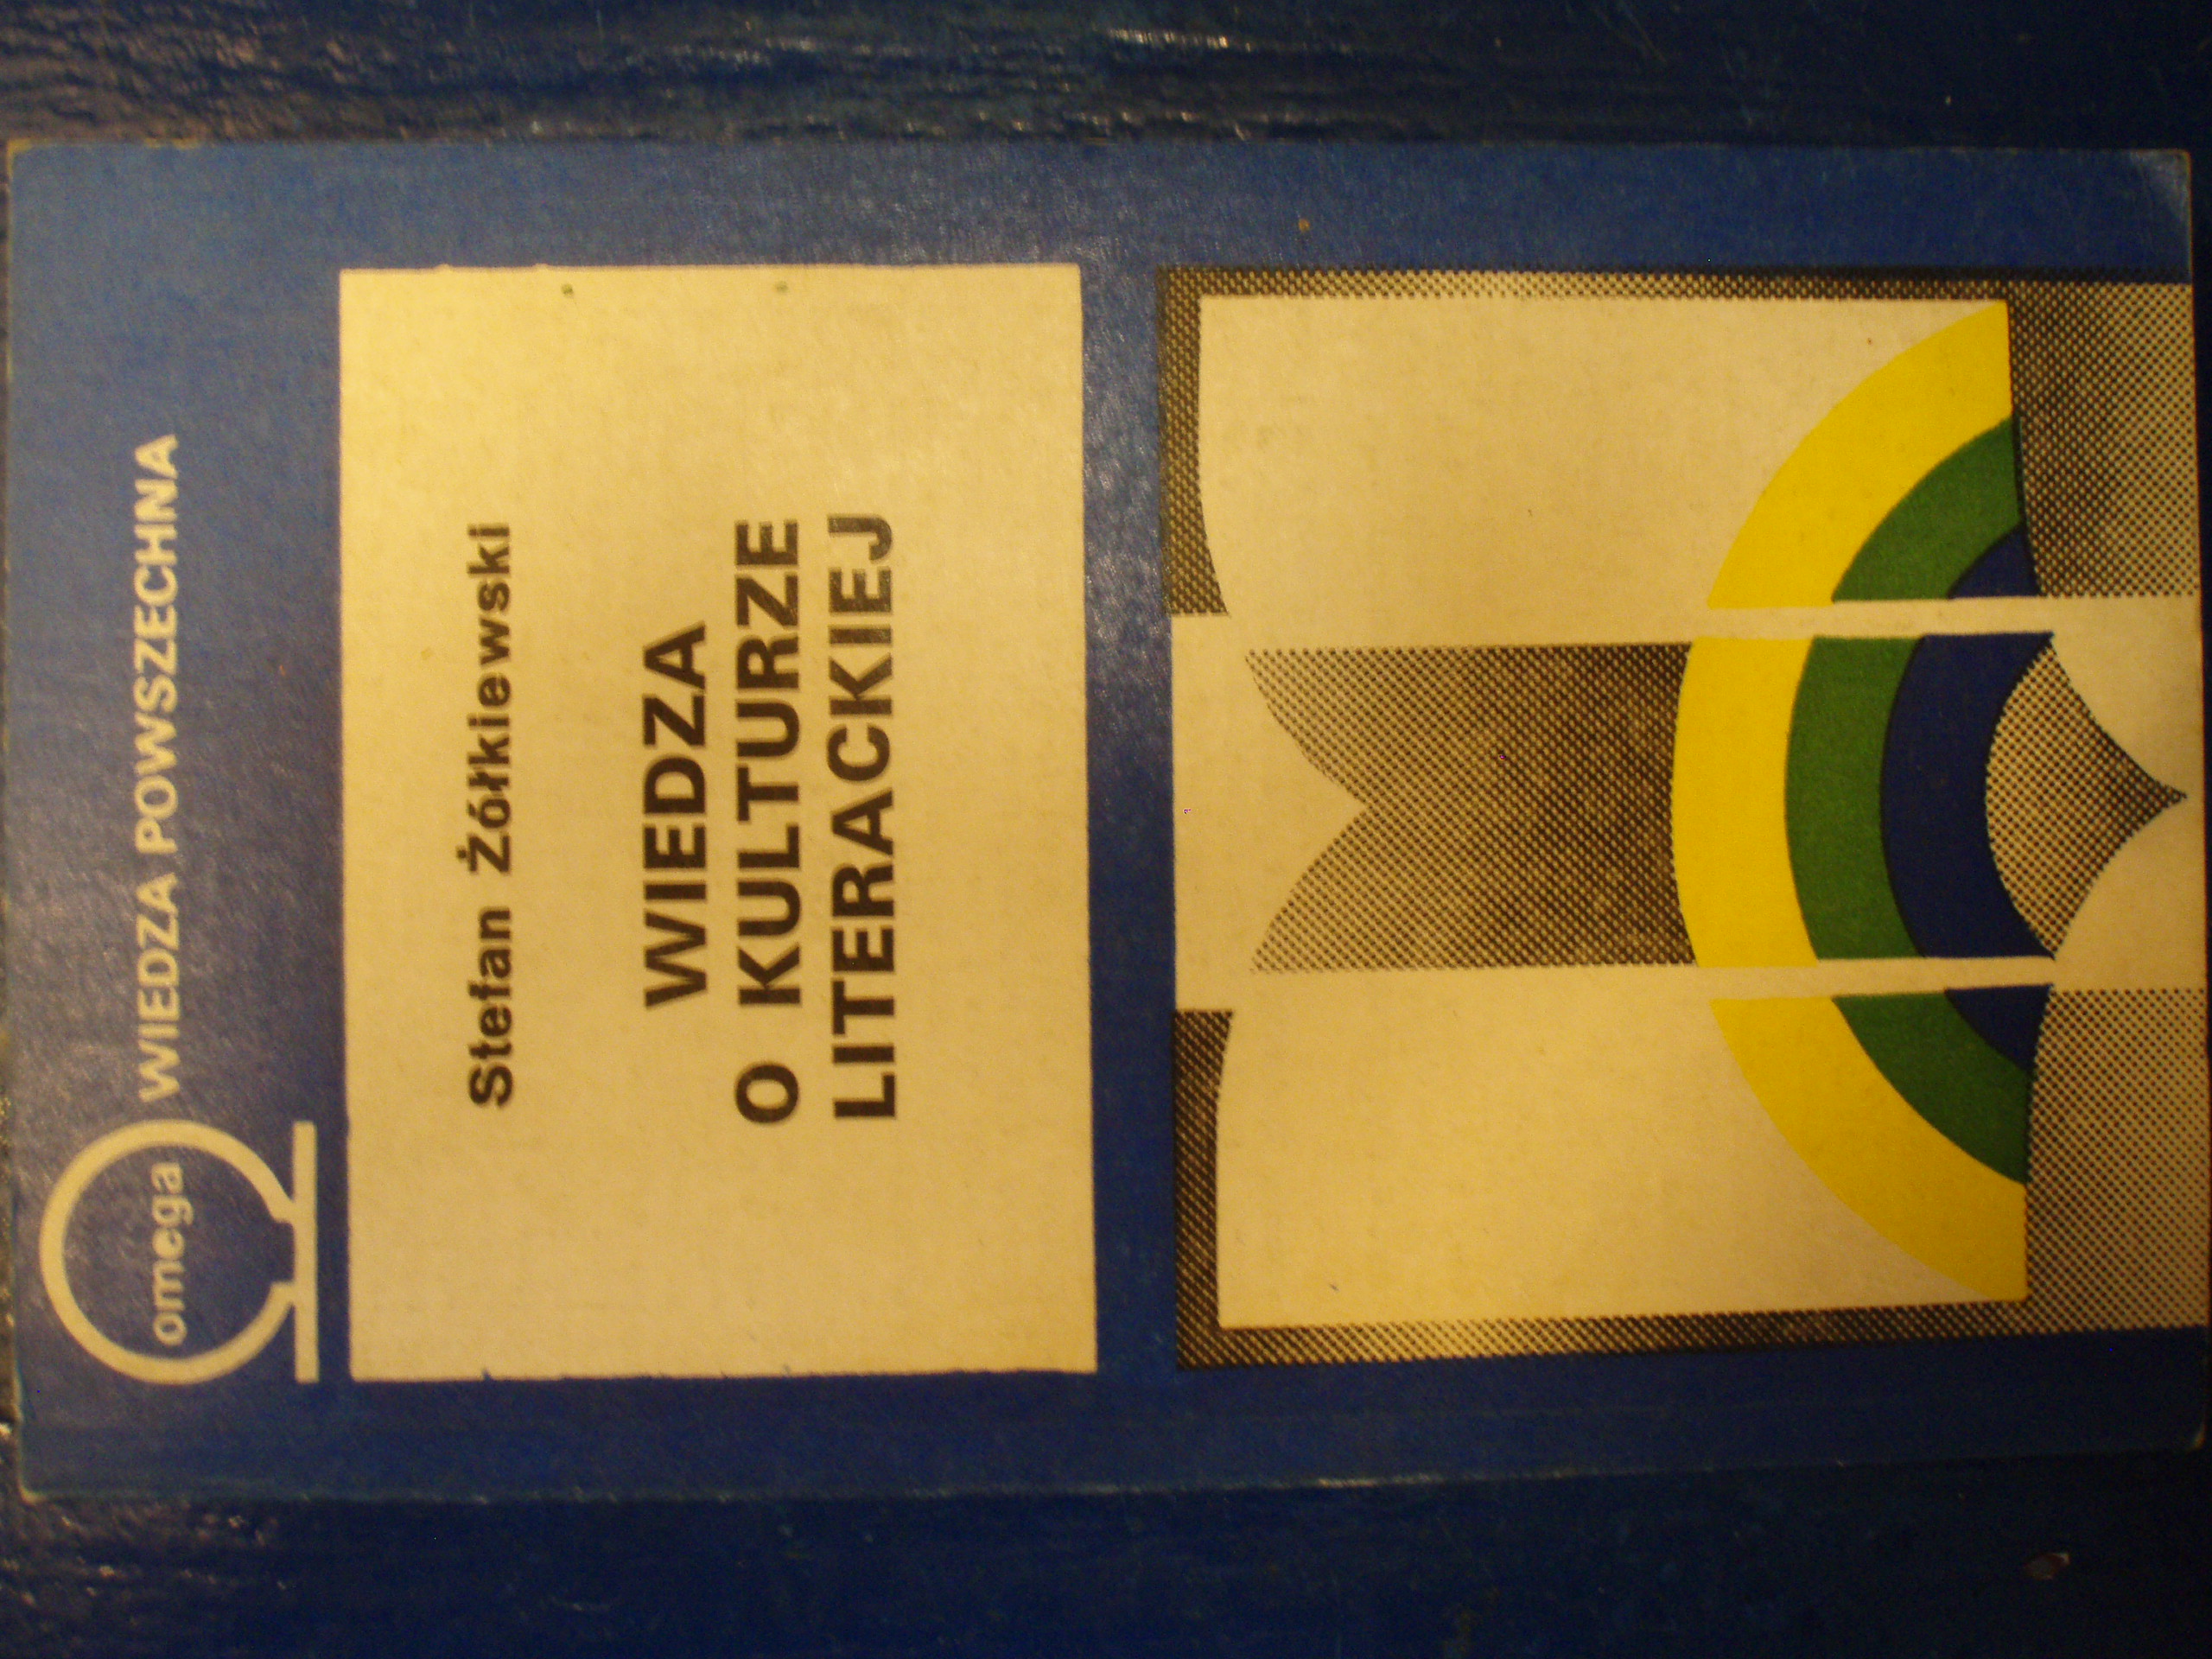 omega WIEDZA POWSZECHNA
Stefan Żółkiewski
WIEDZA
O KULTURZE
LITERACKIEJ